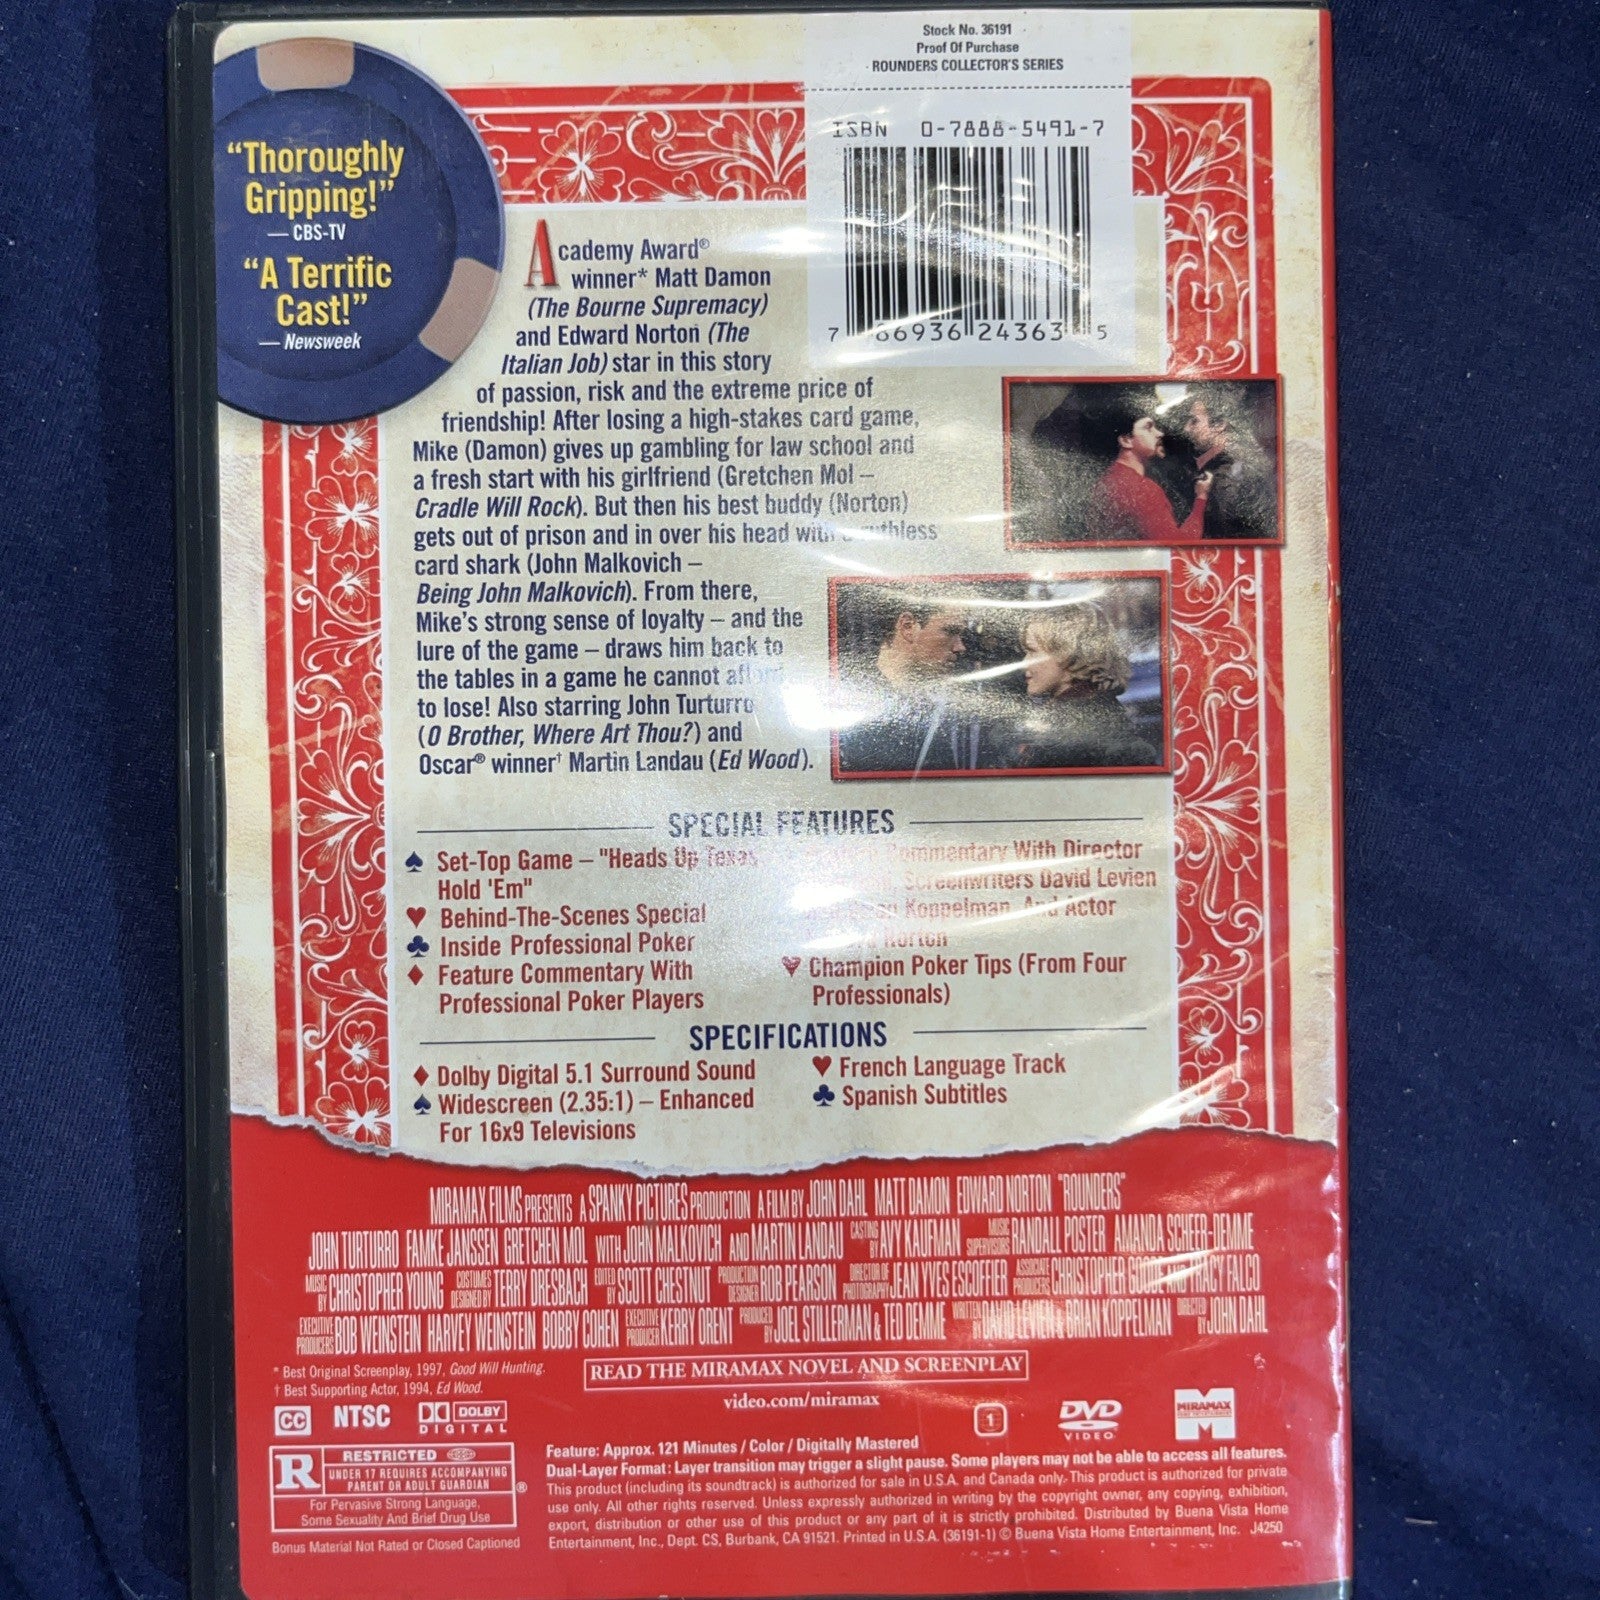 Stock No. 36191
Proof Of Purchase
ROUNDERS COLLECTOR'S SERIES
ISBN 0-7888-5491-7
7 86936 24363 5
"Thoroughly
Gripping!"
— CBS-TV
"A Terrific
Cast!"
— Newsweek
Academy Award®
winner* Matt Damon
(The Bourne Supremacy)
and Edward Norton (The
Italian Job) star in this story
of passion, risk and the extreme price of
friendship! After losing a high-stakes card game,
Mike (Damon) gives up gambling for law school and
a fresh start with his girlfriend (Gretchen Mol –
Cradle Will Rock). But then his best buddy (Norton)
gets out of prison and in over his head with ruthless
card shark (John Malkovich –
Being John Malkovich). From there,
Mike's strong sense of loyalty – and the
lure of the game – draws him back to
the tables in a game he cannot afford
to lose! Also starring John Turturro
(O Brother, Where Art Thou?) and
Oscar® winner† Martin Landau (Ed Wood).
SPECIAL FEATURES
♠ Set-Top Game – "Heads Up Texas
Hold 'Em"
♥ Behind-The-Scenes Special
♣ Inside Professional Poker
♦ Feature Commentary With
Professional Poker Players
Commentary With Director
Screenwriters David Levien
Koppelman, And Actor
Norton
♥ Champion Poker Tips (From Four
Professionals)
SPECIFICATIONS
♦ Dolby Digital 5.1 Surround Sound
♠ Widescreen (2.35:1) – Enhanced
For 16x9 Televisions
♥ French Language Track
♣ Spanish Subtitles
MIRAMAX FILMS PRESENTS A SPANKY PICTURES PRODUCTION A FILM BY JOHN DAHL MATT DAMON EDWARD NORTON "ROUNDERS"
JOHN TURTURRO FAMKE JANSSEN GRETCHEN MOL WITH JOHN MALKOVICH AND MARTIN LANDAU CASTING BY AVY KAUFMAN MUSIC SUPERVISORS RANDALL POSTER AMANDA SCHEER-DEMME
MUSIC BY CHRISTOPHER YOUNG COSTUMES DESIGNED BY TERRY DRESBACH EDITED BY SCOTT CHESTNUT PRODUCTION DESIGNER ROB PEARSON DIRECTOR OF PHOTOGRAPHY JEAN YVES ESCOFFIER ASSOCIATE PRODUCERS CHRISTOPHER GOODE AND TRACY FALCO
EXECUTIVE PRODUCERS BOB WEINSTEIN HARVEY WEINSTEIN BOBBY COHEN EXECUTIVE PRODUCER KERRY ORENT PRODUCED BY JOEL STILLERMAN & TED DEMME WRITTEN BY DAVID LEVIEN & BRIAN KOPPELMAN DIRECTED BY JOHN DAHL
* Best Original Screenplay, 1997, Good Will Hunting.
† Best Supporting Actor, 1994, Ed Wood.
READ THE MIRAMAX NOVEL AND SCREENPLAY
video.com/miramax
CC NTSC DOLBY
DIGITAL
1
DVD
VIDEO
MIRAMAX
R RESTRICTED
UNDER 17 REQUIRES ACCOMPANYING
PARENT OR ADULT GUARDIAN ®
For Pervasive Strong Language,
Some Sexuality And Brief Drug Use
Bonus Material Not Rated or Closed Captioned
Feature: Approx. 121 Minutes / Color / Digitally Mastered
Dual-Layer Format: Layer transition may trigger a slight pause. Some players may not be able to access all features.
This product (including its soundtrack) is authorized for sale in U.S.A. and Canada only. This product is authorized for private
use only. All other rights reserved. Unless expressly authorized in writing by the copyright owner, any copying, exhibition,
export, distribution or other use of this product or any part of it is strictly prohibited. Distributed by Buena Vista Home
Entertainment, Inc., Dept. CS, Burbank, CA 91521. Printed in U.S.A. (36191-1) © Buena Vista Home Entertainment, Inc. J4250